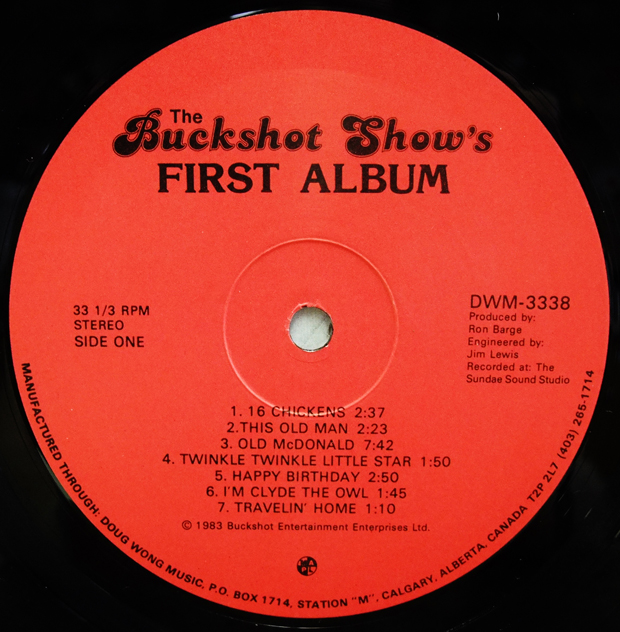 The
Buckshot Show's
FIRST ALBUM
33 1/3 RPM
STEREO
SIDE ONE
DWM-3338
Produced by:
Ron Barge
Engineered by:
Jim Lewis
Recorded at: The
Sundae Sound Studio
1. 16 CHICKENS 2:37
2.THIS OLD MAN 2:23
3. OLD McDONALD 7:42
4. TWINKLE TWINKLE LITTLE STAR 1:50
5. HAPPY BIRTHDAY 2:50
6. I'M CLYDE THE OWL 1:45
7. TRAVELIN' HOME 1:10
© 1983 Buckshot Entertainment Enterprises Ltd.
MAPL
MANUFACTURED THROUGH: DOUG WONG MUSIC, P.O. BOX 1714, STATION "M", CALGARY, ALBERTA, CANADA T2P 2L7 (403) 265-1714